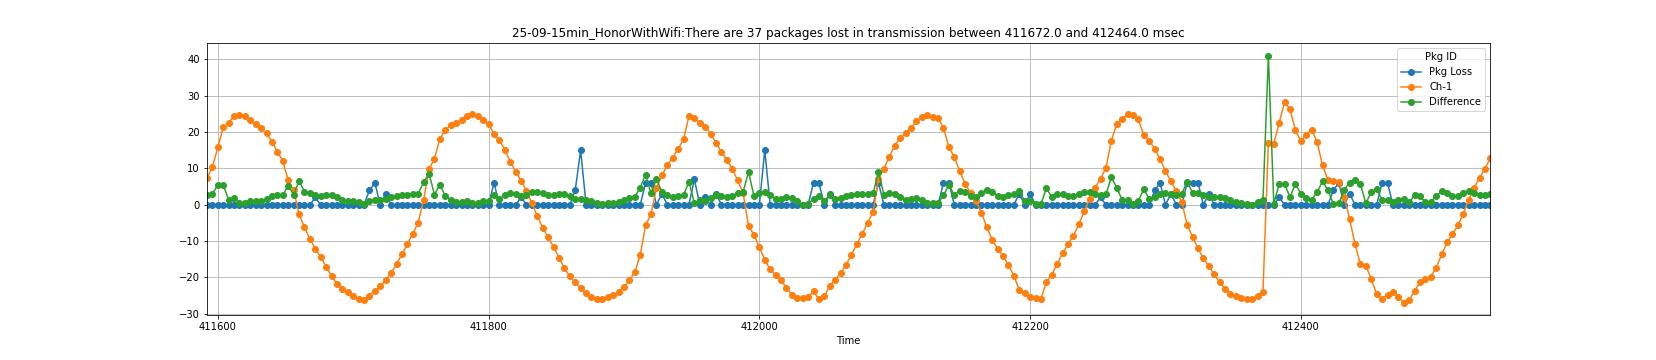 25-09-15min_HonorWithWifi:There are 37 packages lost in transmission between 411672.0 and 412464.0 msec
Pkg ID
Pkg Loss
Ch-1
Difference
40
30
20
10
0
−10
−20
−30
411600
411800
412000
412200
412400
Time